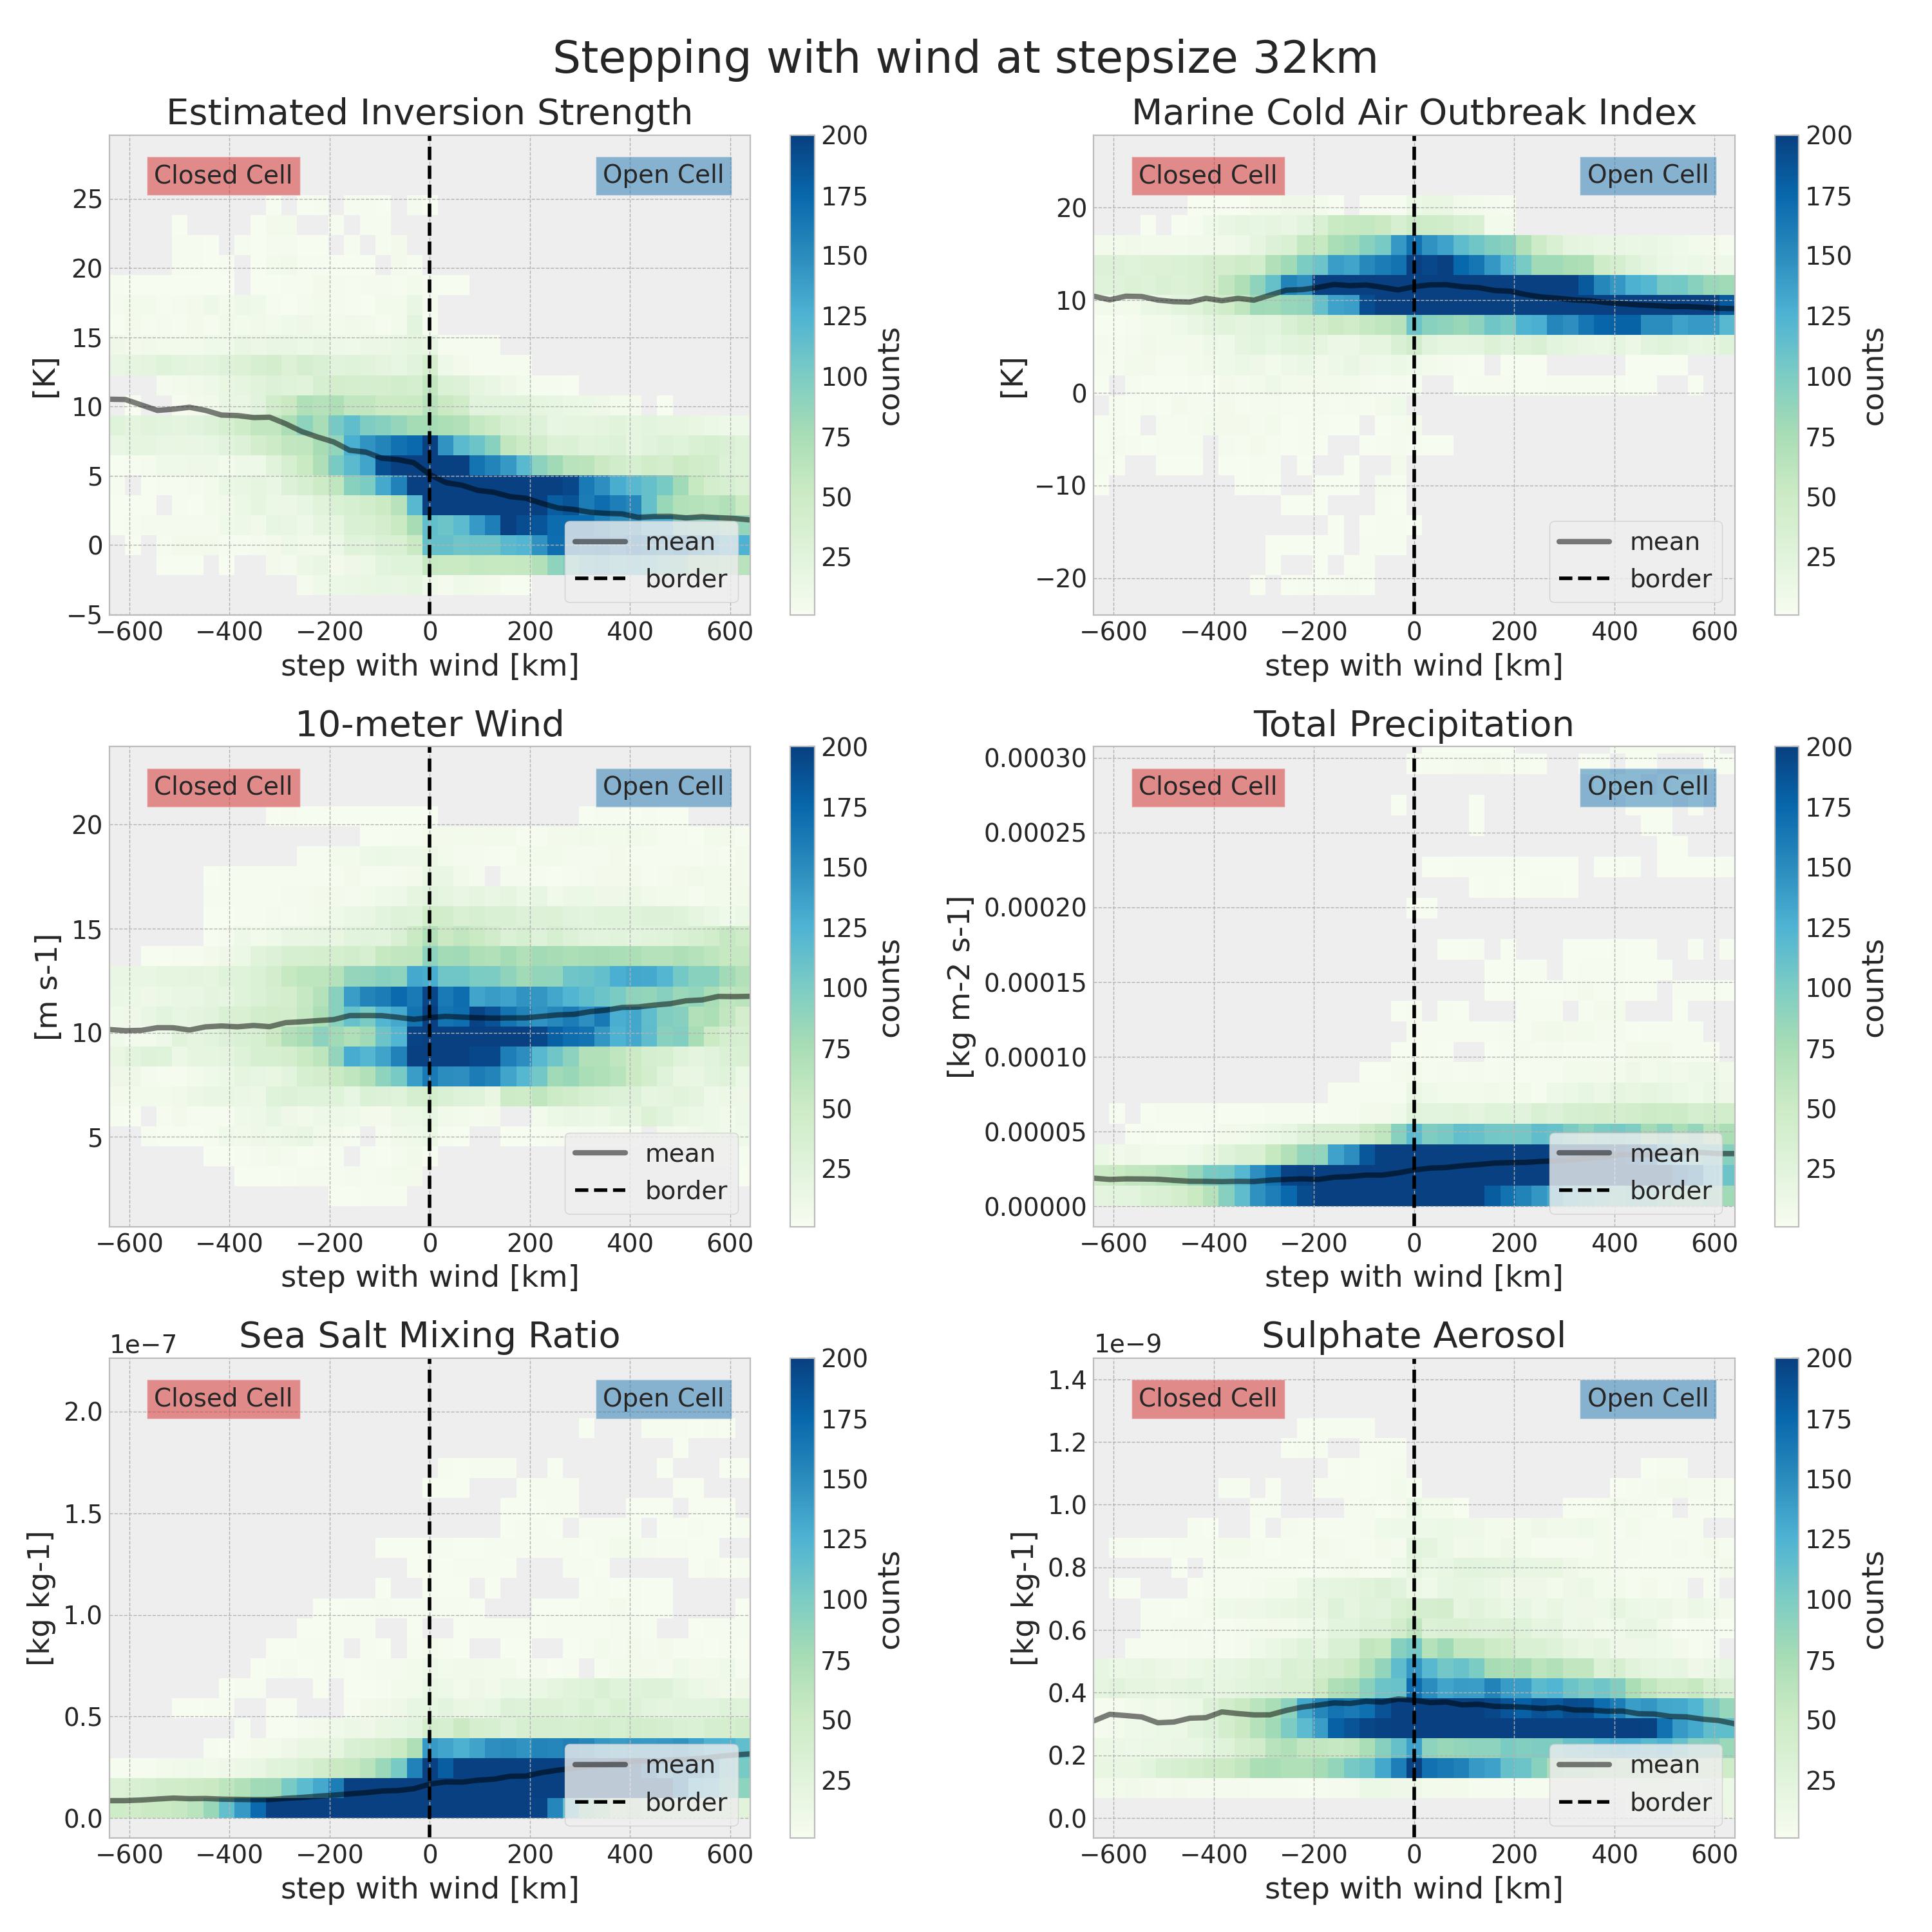 Stepping with wind at stepsize 32km
Estimated Inversion Strength
Closed Cell
Open Cell
[K]
25
20
15
10
5
0
−5
mean
border
−600 −400 −200 0 200 400 600
step with wind [km]
200
175
150
125
100
75
50
25
counts
Marine Cold Air Outbreak Index
Closed Cell
Open Cell
[K]
20
10
0
−10
−20
mean
border
−600 −400 −200 0 200 400 600
step with wind [km]
200
175
150
125
100
75
50
25
counts
10-meter Wind
Closed Cell
Open Cell
[m s-1]
20
15
10
5
mean
border
−600 −400 −200 0 200 400 600
step with wind [km]
200
175
150
125
100
75
50
25
counts
Total Precipitation
Closed Cell
Open Cell
[kg m-2 s-1]
0.00030
0.00025
0.00020
0.00015
0.00010
0.00005
0.00000
mean
border
−600 −400 −200 0 200 400 600
step with wind [km]
200
175
150
125
100
75
50
25
counts
Sea Salt Mixing Ratio
1e−7
Closed Cell
Open Cell
[kg kg-1]
2.0
1.5
1.0
0.5
0.0
mean
border
−600 −400 −200 0 200 400 600
step with wind [km]
200
175
150
125
100
75
50
25
counts
Sulphate Aerosol
1e−9
Closed Cell
Open Cell
[kg kg-1]
1.4
1.2
1.0
0.8
0.6
0.4
0.2
0.0
mean
border
−600 −400 −200 0 200 400 600
step with wind [km]
200
175
150
125
100
75
50
25
counts